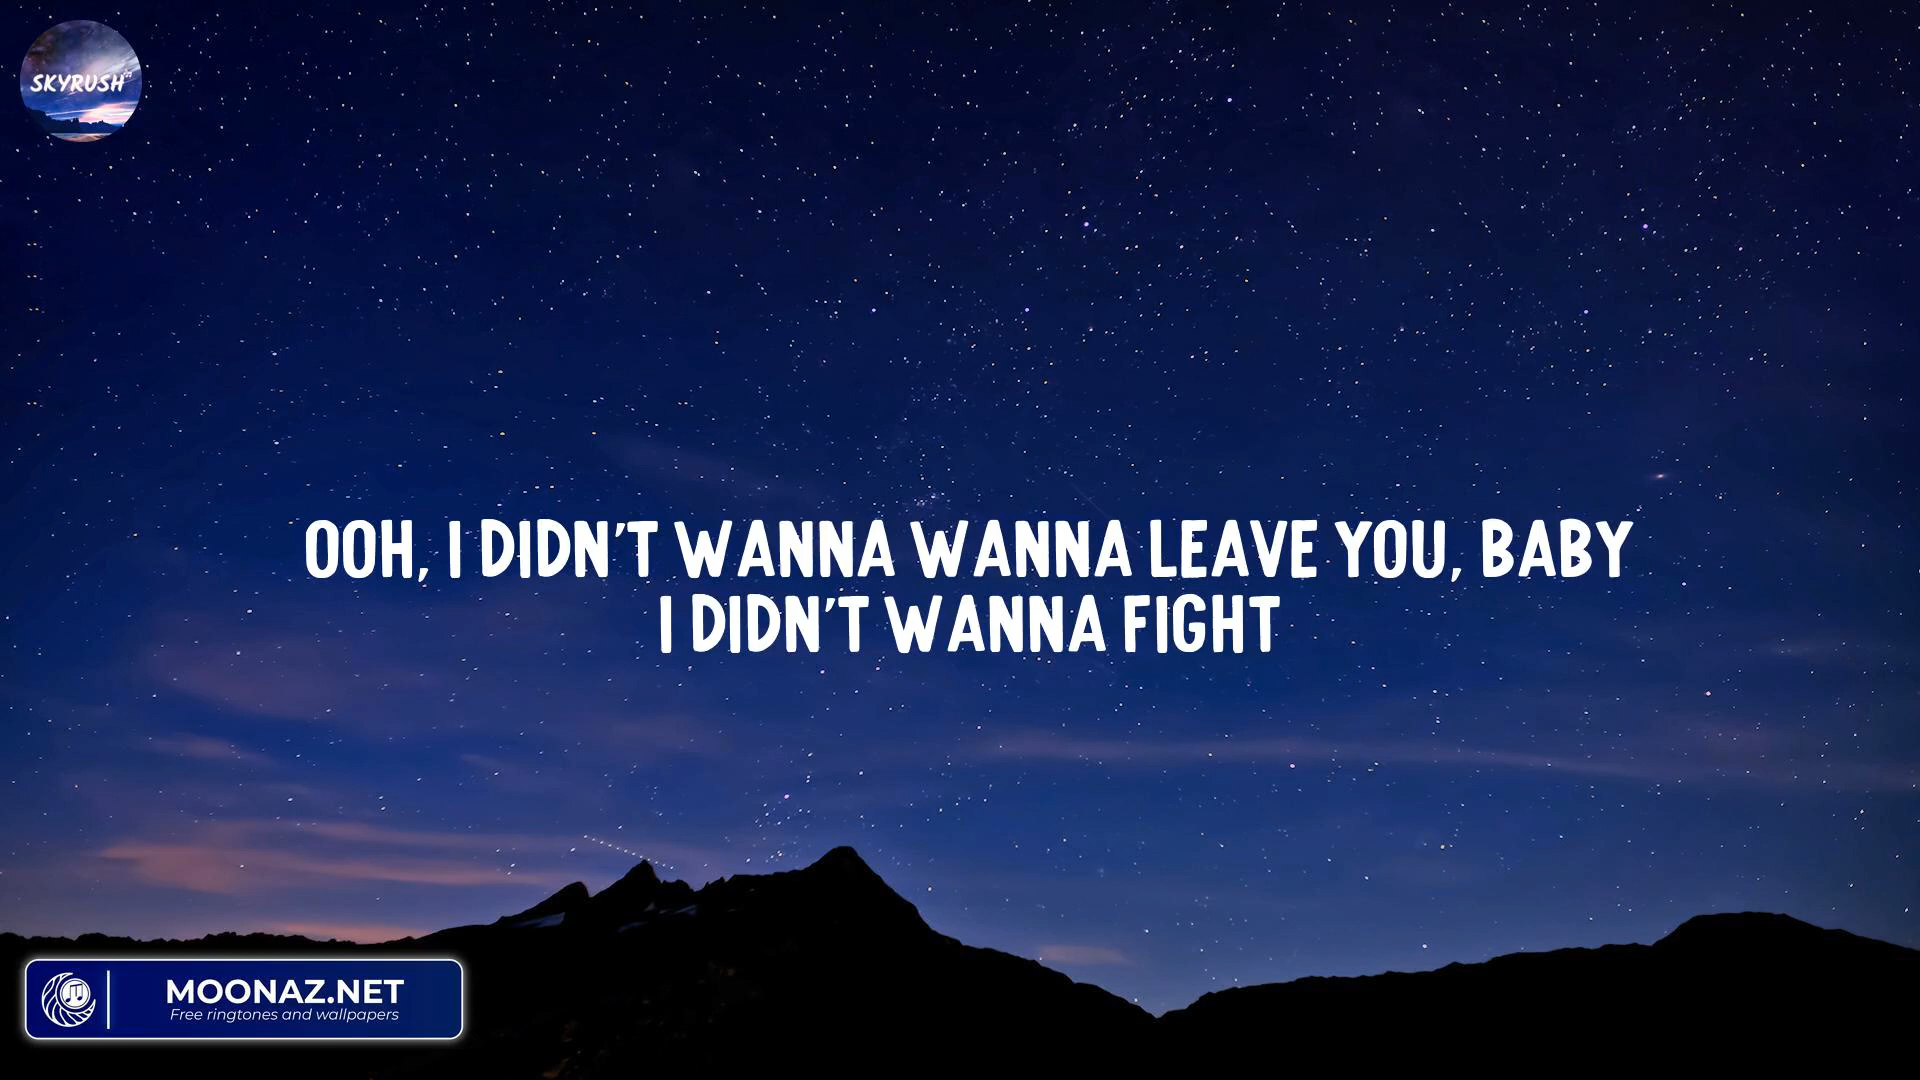 SKYRUSH
OOH, I DIDN'T WANNA WANNA LEAVE YOU, BABY
I DIDN'T WANNA FIGHT
MOONAZ.NET
Free ringtones and wallpapers